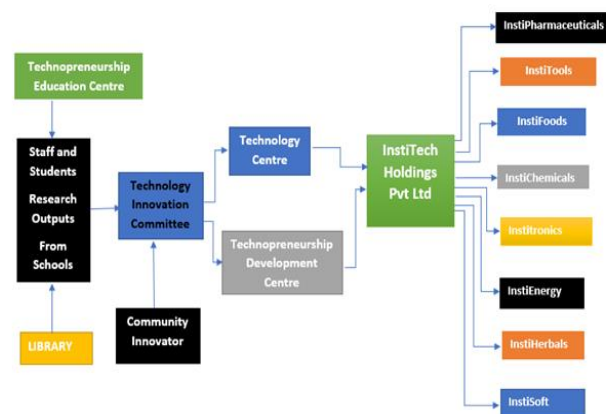 Technopreneurship
Education Centre
Staff and
Students
Research
Outputs
From
Schools
LIBRARY
Technology
Innovation
Committee
Community
Innovator
Technology
Centre
Technopreneurship
Development
Centre
InstiTech
Holdings
Pvt Ltd
InstiPharmaceuticals
InstiTools
InstiFoods
InstiChemicals
Institronics
InstiEnergy
InstiHerbals
InstiSoft